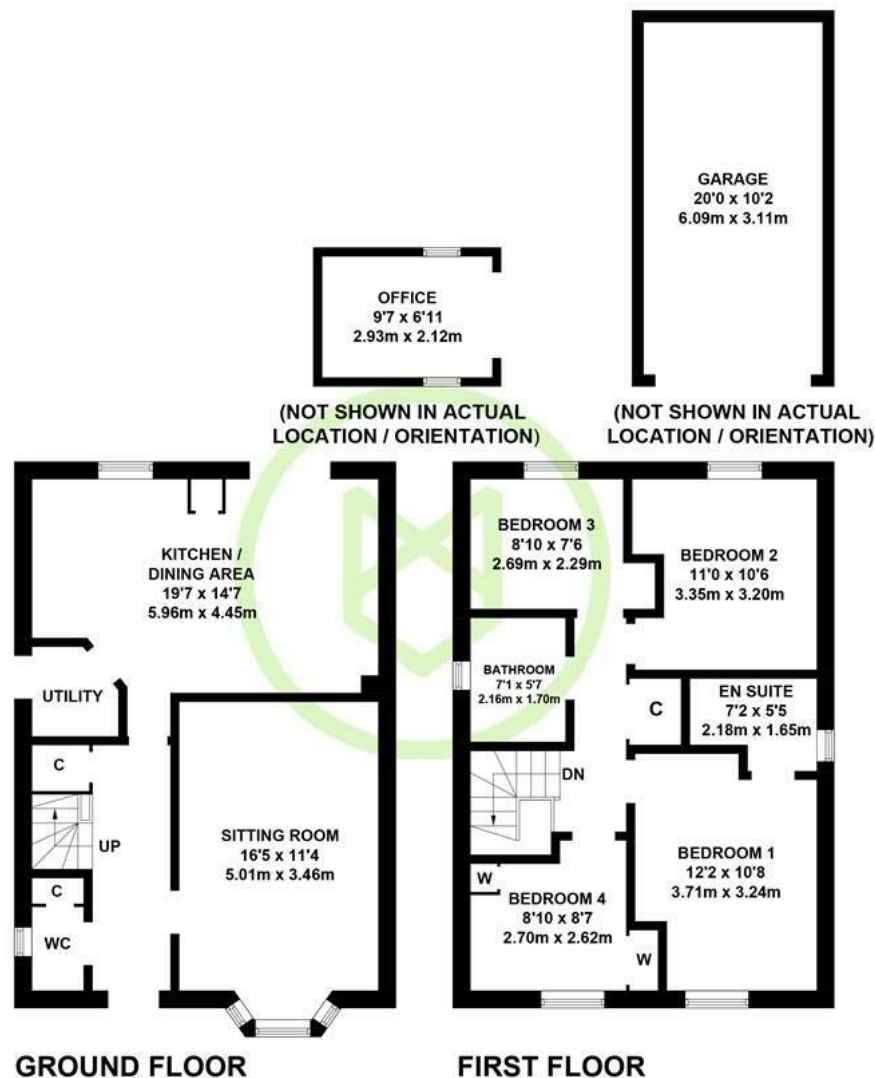 GARAGE
20'0 x 10'2
6.09m x 3.11m
OFFICE
9'7 x 6'11
2.93m x 2.12m
(NOT SHOWN IN ACTUAL
LOCATION / ORIENTATION)
(NOT SHOWN IN ACTUAL
LOCATION / ORIENTATION)
KITCHEN /
DINING AREA
19'7 x 14'7
5.96m x 4.45m
UTILITY
C
UP
SITTING ROOM
16'5 x 11'4
5.01m x 3.46m
C
WC
GROUND FLOOR
BEDROOM 3
8'10 x 7'6
2.69m x 2.29m
BEDROOM 2
11'0 x 10'6
3.35m x 3.20m
BATHROOM
7'1 x 5'7
2.16m x 1.70m
C
EN SUITE
7'2 x 5'5
2.18m x 1.65m
DN
BEDROOM 1
12'2 x 10'8
3.71m x 3.24m
W
BEDROOM 4
8'10 x 8'7
2.70m x 2.62m
W
FIRST FLOOR